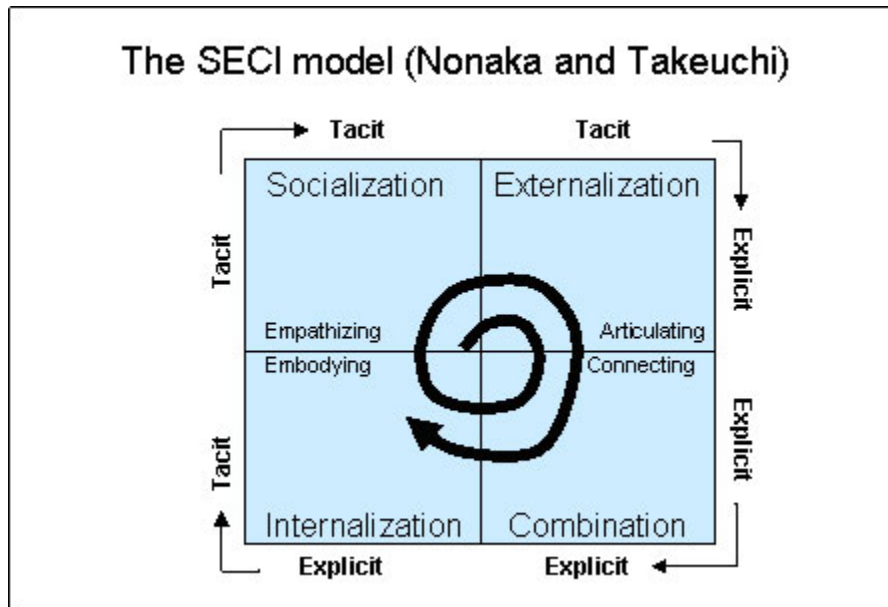 The SECI model (Nonaka and Takeuchi)
Tacit Tacit
Socialization Externalization
Tacit Explicit
Empathizing Articulating
Embodying Connecting
Tacit Explicit
Internalization Combination
Explicit Explicit